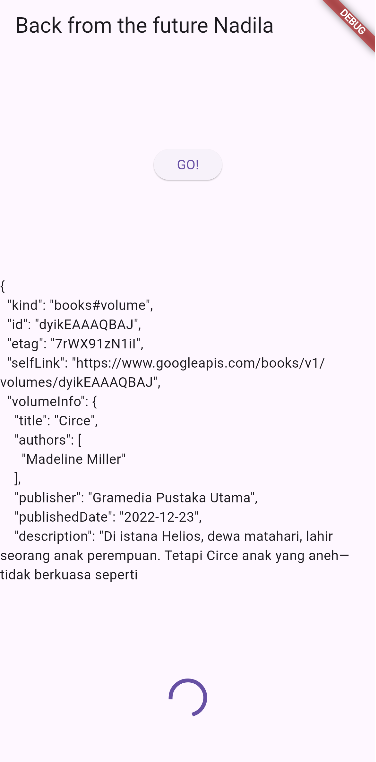 Back from the future Nadila
DEBUG
GO!
{
"kind": "books#volume",
"id": "dyikEAAAQBAJ",
"etag": "7rWX91zN1iI",
"selfLink": "https://www.googleapis.com/books/v1/
volumes/dyikEAAAQBAJ",
"volumeInfo": {
"title": "Circe",
"authors": [
"Madeline Miller"
],
"publisher": "Gramedia Pustaka Utama",
"publishedDate": "2022-12-23",
"description": "Di istana Helios, dewa matahari, lahir
seorang anak perempuan. Tetapi Circe anak yang aneh—
tidak berkuasa seperti